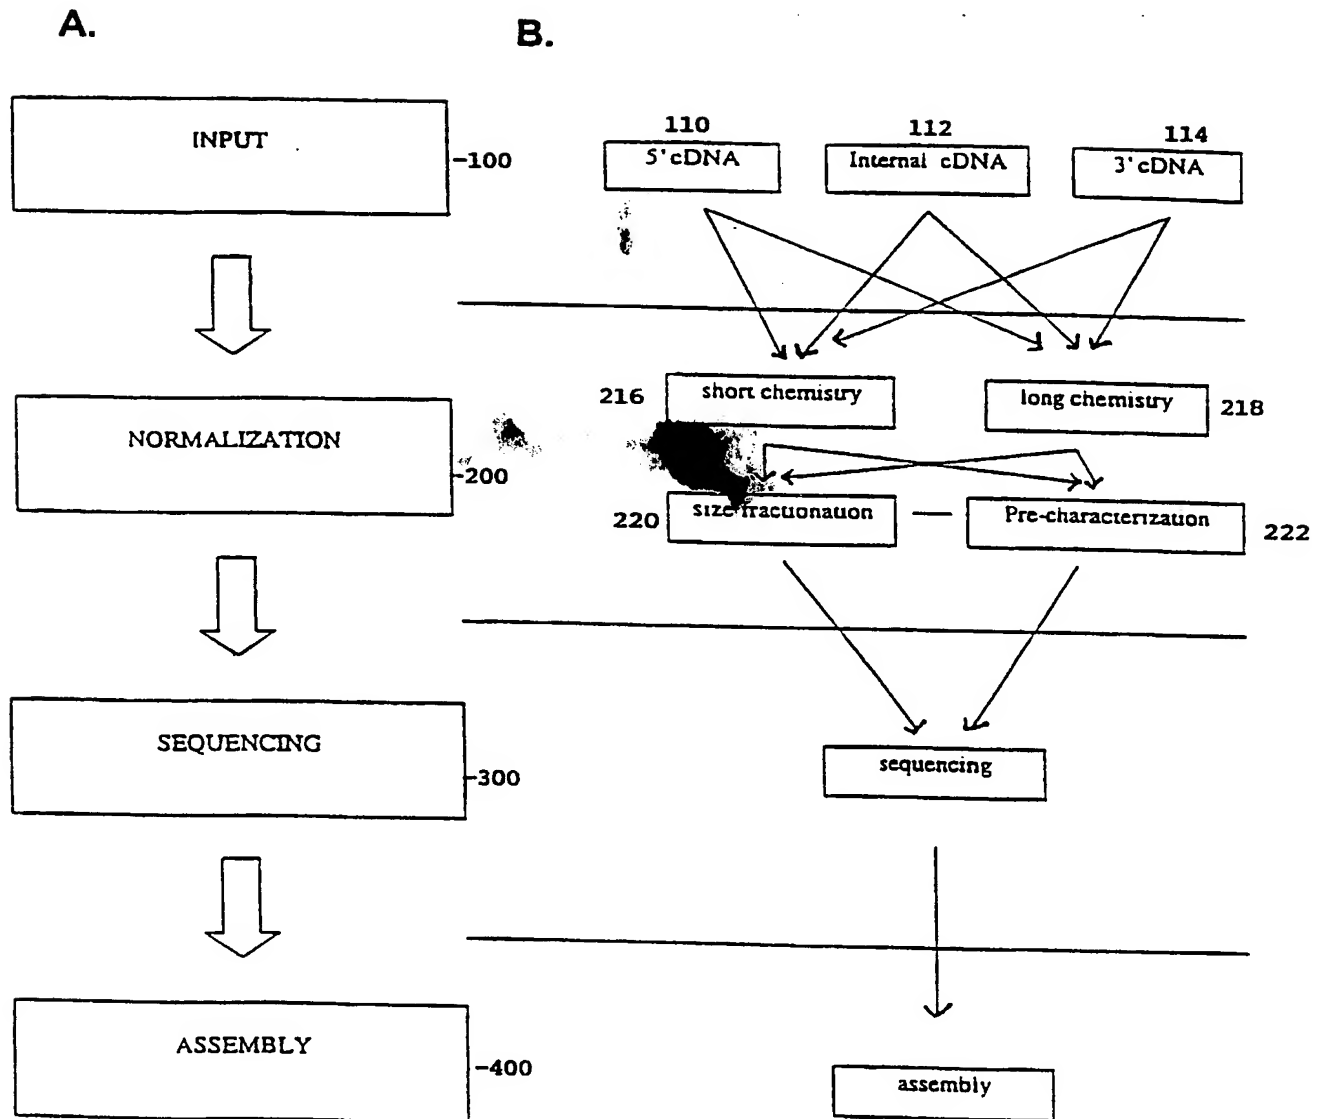 A.
B.
INPUT
-100
110
112
114
5'cDNA
Internal cDNA
3'cDNA
NORMALIZATION
-200
216
short chemistry
long chemistry
218
220
size fractionation
Pre-characterization
222
SEQUENCING
-300
sequencing
ASSEMBLY
-400
assembly